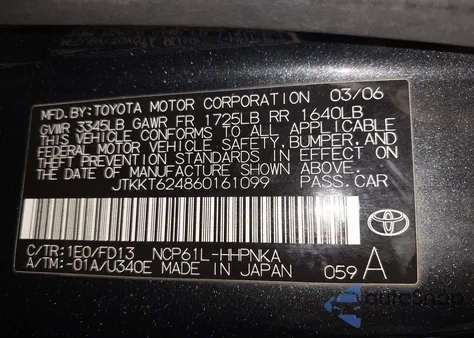 MFD. BY: TOYOTA MOTOR CORPORATION 03/06
GVWR 3345LB GAWR FR 1725LB RR 1640LB
THIS VEHICLE CONFORMS TO ALL APPLICABLE
FEDERAL MOTOR VEHICLE SAFETY, BUMPER, AND
THEFT PREVENTION STANDARDS IN EFFECT ON
THE DATE OF MANUFACTURE SHOWN ABOVE.
JTKKT624860161099 PASS. CAR
TOYOTA
C/TR: 1E0/FD13 NCP61L-HHPNKA
A/TM: -01A/U340E MADE IN JAPAN 059 A
autoShop